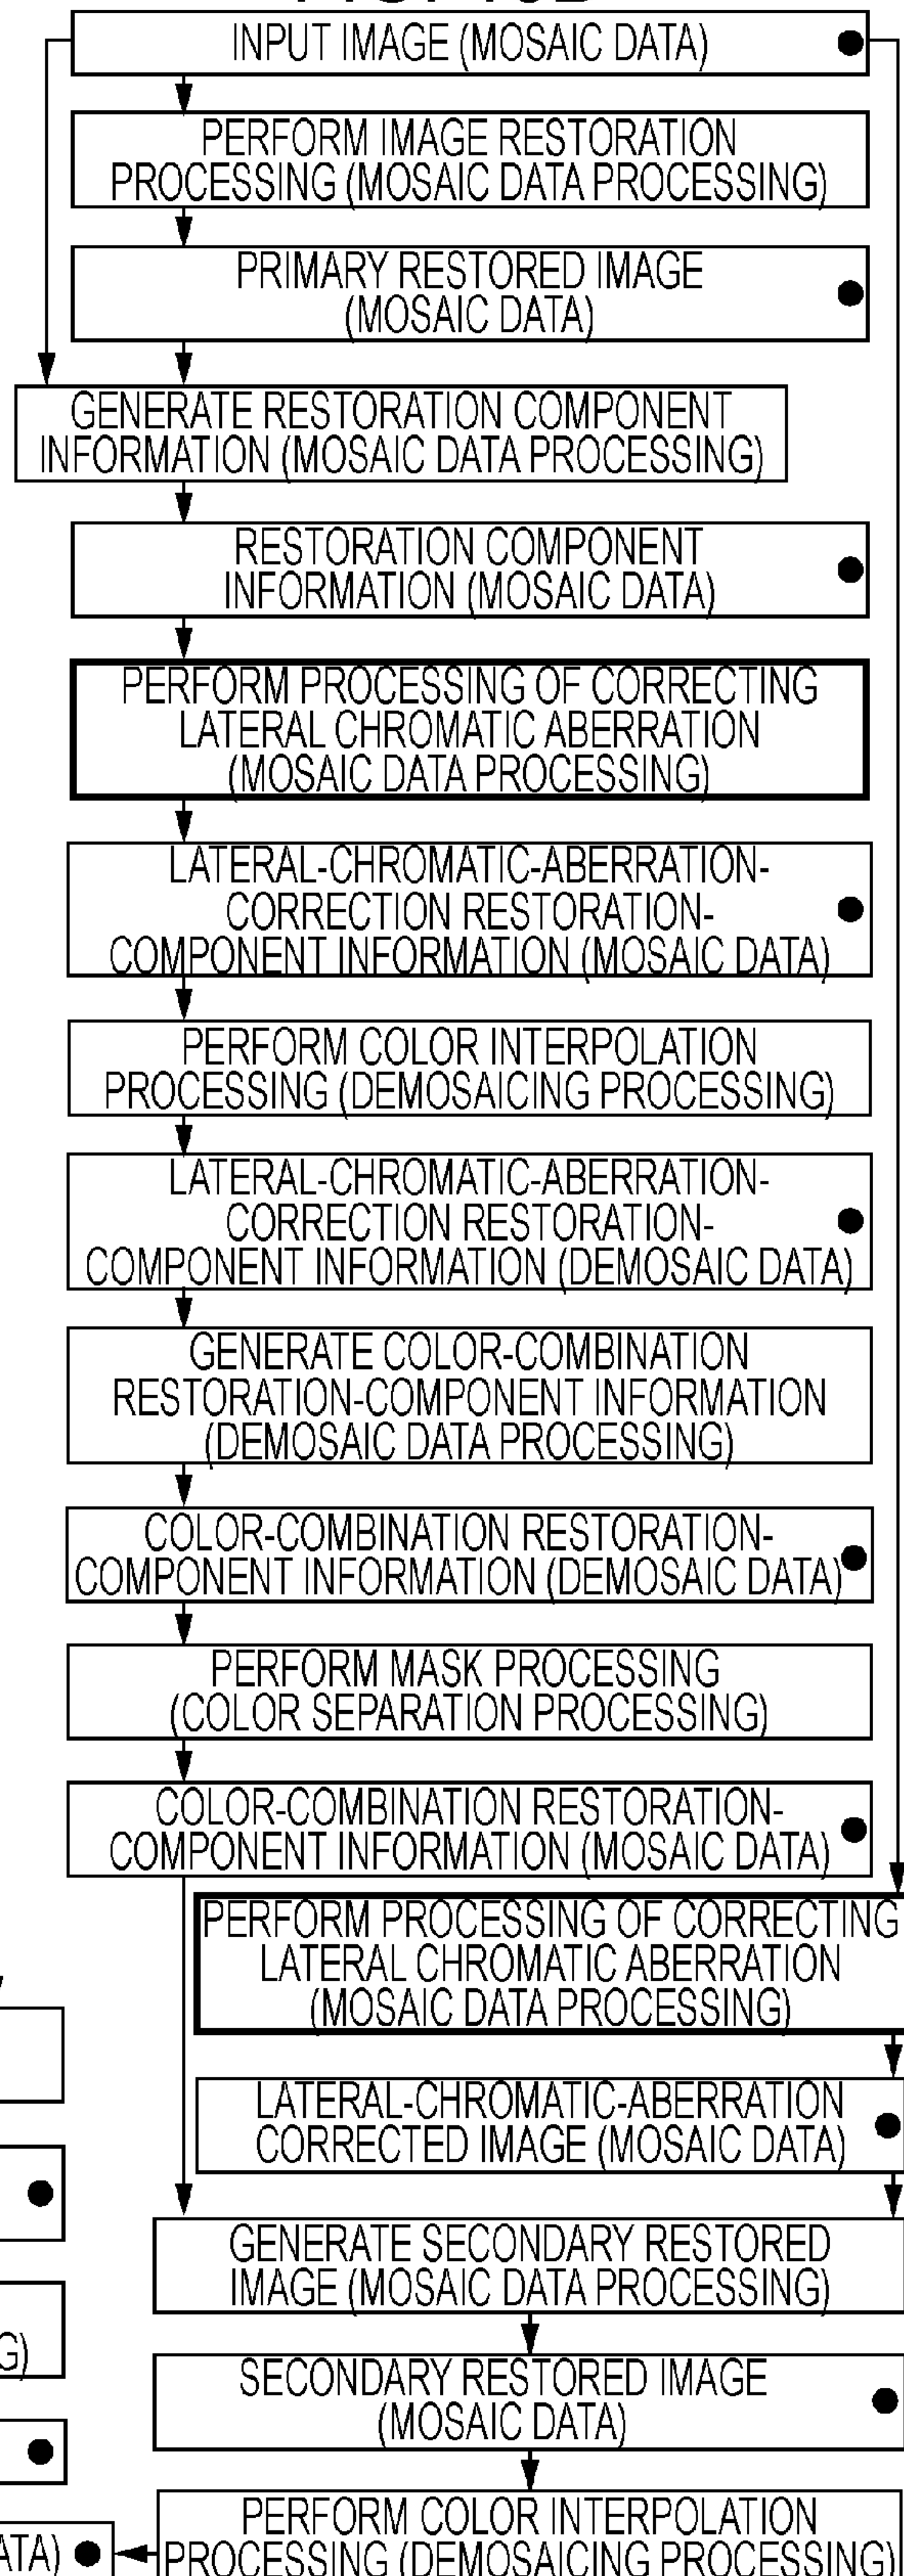 INPUT IMAGE (MOSAIC DATA)
PERFORM IMAGE RESTORATION
PROCESSING (MOSAIC DATA PROCESSING)
PRIMARY RESTORED IMAGE
(MOSAIC DATA)
GENERATE RESTORATION COMPONENT
INFORMATION (MOSAIC DATA PROCESSING)
RESTORATION COMPONENT
INFORMATION (MOSAIC DATA)
PERFORM PROCESSING OF CORRECTING
LATERAL CHROMATIC ABERRATION
(MOSAIC DATA PROCESSING)
LATERAL-CHROMATIC-ABERRATION-
CORRECTION RESTORATION-
COMPONENT INFORMATION (MOSAIC DATA)
PERFORM COLOR INTERPOLATION
PROCESSING (DEMOSAICING PROCESSING)
LATERAL-CHROMATIC-ABERRATION-
CORRECTION RESTORATION-
COMPONENT INFORMATION (DEMOSAIC DATA)
GENERATE COLOR-COMBINATION
RESTORATION-COMPONENT INFORMATION
(DEMOSAIC DATA PROCESSING)
COLOR-COMBINATION RESTORATION-
COMPONENT INFORMATION (DEMOSAIC DATA)
PERFORM MASK PROCESSING
(COLOR SEPARATION PROCESSING)
COLOR-COMBINATION RESTORATION-
COMPONENT INFORMATION (MOSAIC DATA)
PERFORM PROCESSING OF CORRECTING
LATERAL CHROMATIC ABERRATION
(MOSAIC DATA PROCESSING)
LATERAL-CHROMATIC-ABERRATION
CORRECTED IMAGE (MOSAIC DATA)
GENERATE SECONDARY RESTORED
IMAGE (MOSAIC DATA PROCESSING)
G)
SECONDARY RESTORED IMAGE
(MOSAIC DATA)
PERFORM COLOR INTERPOLATION
PROCESSING (DEMOSAICING PROCESSING)
ATA)